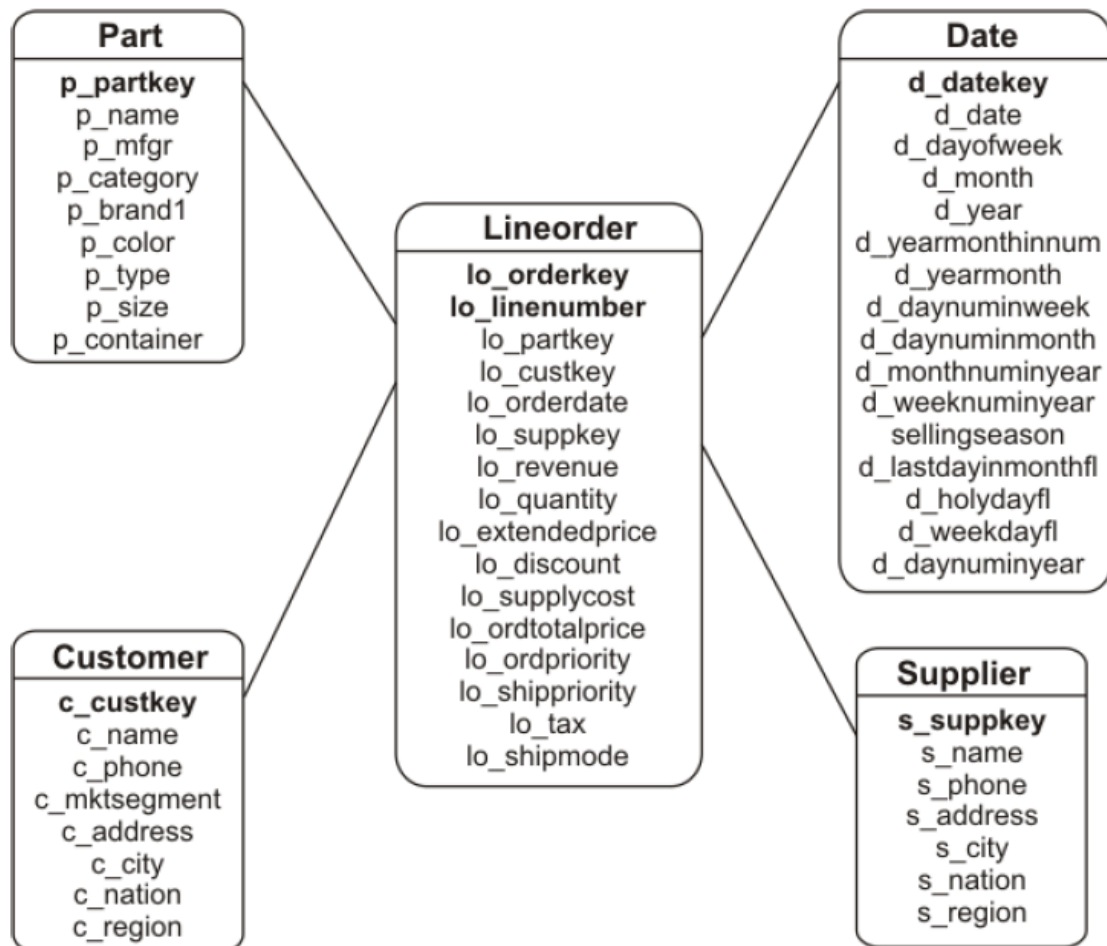 Part
p_partkey
p_name
p_mfgr
p_category
p_brand1
p_color
p_type
p_size
p_container
Customer
c_custkey
c_name
c_phone
c_mktsegment
c_address
c_city
c_nation
c_region
Lineorder
lo_orderkey
lo_linenumber
lo_partkey
lo_custkey
lo_orderdate
lo_suppkey
lo_revenue
lo_quantity
lo_extendedprice
lo_discount
lo_supplycost
lo_ordtotalprice
lo_ordpriority
lo_shippriority
lo_tax
lo_shipmode
Date
d_datekey
d_date
d_dayofweek
d_month
d_year
d_yearmonthinnum
d_yearmonth
d_daynuminweek
d_daynuminmonth
d_monthnuminyear
d_weeknuminyear
sellingseason
d_lastdayinmonthfl
d_holydayfl
d_weekdayfl
d_daynuminyear
Supplier
s_suppkey
s_name
s_phone
s_address
s_city
s_nation
s_region